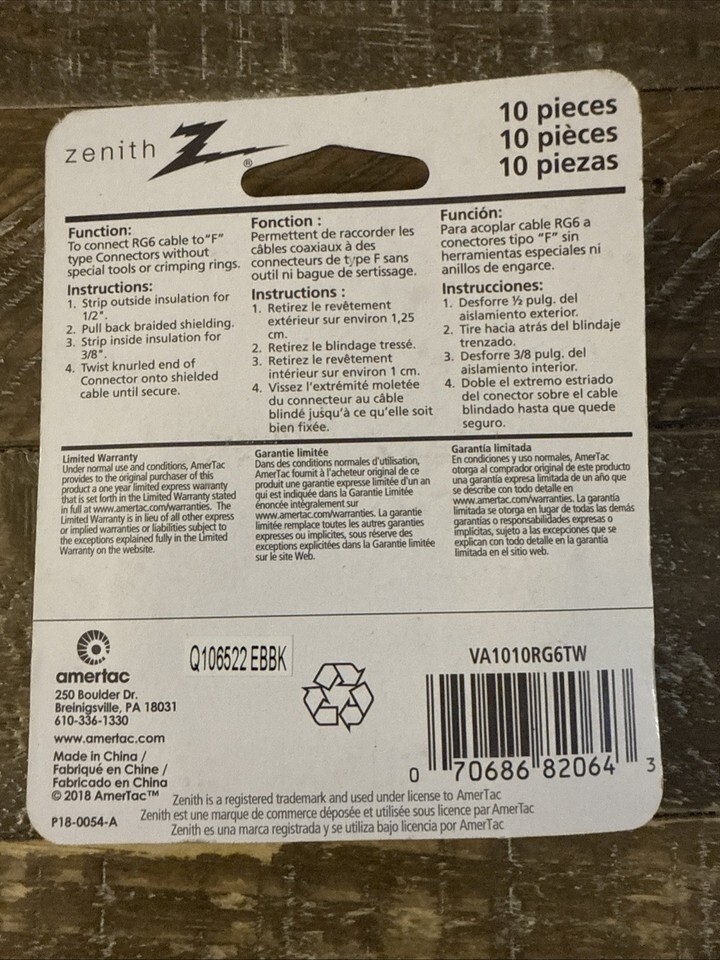 zenith
®
10 pieces
10 pièces
10 piezas
Function:
To connect RG6 cable to "F"
type Connectors without
special tools or crimping rings.
Instructions:
1. Strip outside insulation for
1/2".
2. Pull back braided shielding.
3. Strip inside insulation for
3/8".
4. Twist knurled end of
Connector onto shielded
cable until secure.
Fonction :
Permettent de raccorder les
câbles coaxiaux à des
connecteurs de type F sans
outil ni bague de sertissage.
Instructions :
1. Retirez le revêtement
extérieur sur environ 1,25
cm.
2. Retirez le blindage tressé.
3. Retirez le revêtement
intérieur sur environ 1 cm.
4. Vissez l'extrémité moletée
du connecteur au câble
blindé jusqu'à ce qu'elle soit
bien fixée.
Función:
Para acoplar cable RG6 a
conectores tipo "F" sin
herramientas especiales ni
anillos de engarce.
Instrucciones:
1. Desforre ½ pulg. del
aislamiento exterior.
2. Tire hacia atrás del blindaje
trenzado.
3. Desforre 3/8 pulg. del
aislamiento interior.
4. Doble el extremo estriado
del conector sobre el cable
blindado hasta que quede
seguro.
Limited Warranty
Under normal use and conditions, AmerTac
provides to the original purchaser of this
product a one year limited express warranty
that is set forth in the Limited Warranty stated
in full at www.amertac.com/warranties. The
Limited Warranty is in lieu of all other express
or implied warranties or liabilities subject to
the exceptions explained fully in the Limited
Warranty on the website.
Garantie limitée
Dans des conditions normales d'utilisation,
AmerTac fournit à l'acheteur original de ce
produit une garantie expresse limitée d'un an
qui est indiquée dans la Garantie Limitée
énoncée intégralement sur
www.amertac.com/warranties. La garantie
limitée remplace toutes les autres garanties
expresses ou implicites, sous réserve des
exceptions explicitées dans la Garantie limitée
sur le site Web.
Garantía limitada
En condiciones y uso normales, AmerTac
otorga al comprador original de este producto
una garantía expresa limitada de un año que
se describe con todo detalle en
www.amertac.com/warranties. La garantía
limitada se otorga en lugar de todas las demás
garantías o responsabilidades expresas o
implícitas, sujeto a las excepciones que se
explican con todo detalle en la garantía
limitada en el sitio web.
amertac
250 Boulder Dr.
Breinigsville, PA 18031
610-336-1330
www.amertac.com
Made in China /
Fabriqué en Chine /
Fabricado en China
© 2018 AmerTac™
P18-0054-A
Q106522 EBBK
VA1010RG6TW
0 70686 82064 3
Zenith is a registered trademark and used under license to AmerTac
Zenith est une marque de commerce déposée et utilisée sous licence par AmerTac
Zenith es una marca registrada y se utiliza bajo licencia por AmerTac